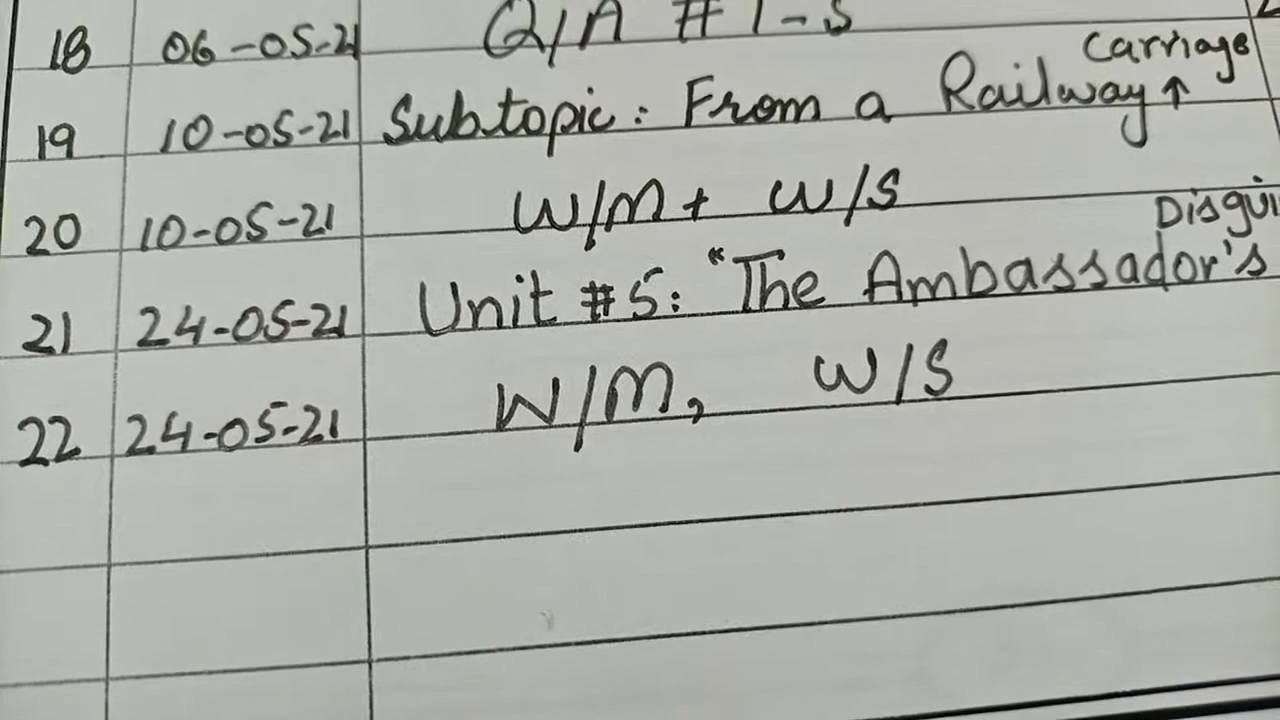 18 06-05-21 Q/A # 1-5
Carriage
19 10-05-21 Subtopic: From a Railway ↑
20 10-05-21 W/M + W/S
Disgui
21 24-05-21 Unit #5: "The Ambassador's
22 24-05-21 W/M, W/S